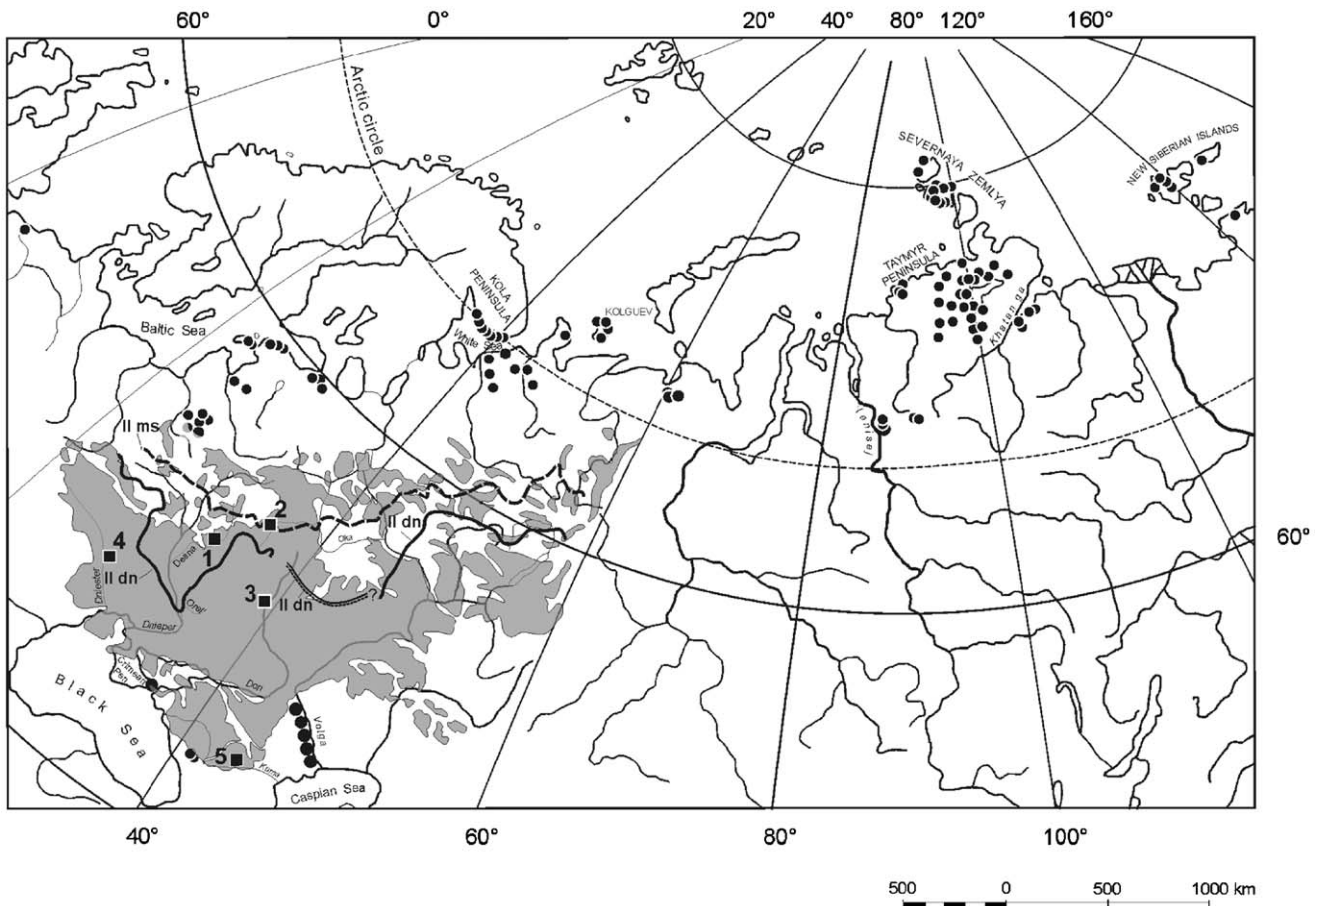 60° 0° 20° 40° 80° 120° 160°
Arctic circle
SEVERNAYA ZEMLYA
NEW SIBERIAN ISLANDS
TAYMYR
PENINSULA
KOLA
PENINSULA
KOLGUEV
Khatanga
White Sea
Baltic Sea
Ienisei
II ms
2
II dn
4
1
Desna
Oka
60°
II dn
Dniester
3
II dn
?
Dnieper
Crimean
Pen.
Don
Black Sea
Volga
5
Kuma
Caspian Sea
40° 60° 80° 100°
500 0 500 1000 km